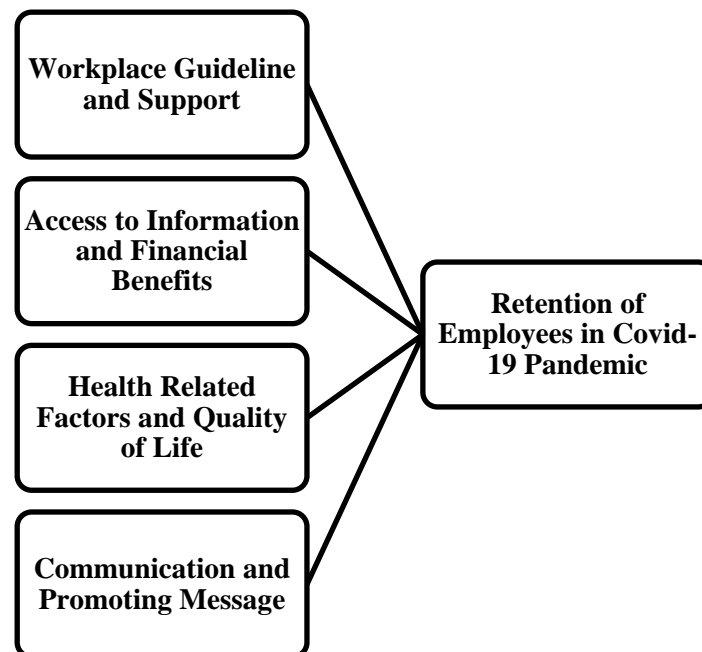 Workplace Guideline
and Support
Access to Information
and Financial
Benefits
Health Related
Factors and Quality
of Life
Communication and
Promoting Message
Retention of
Employees in Covid-
19 Pandemic